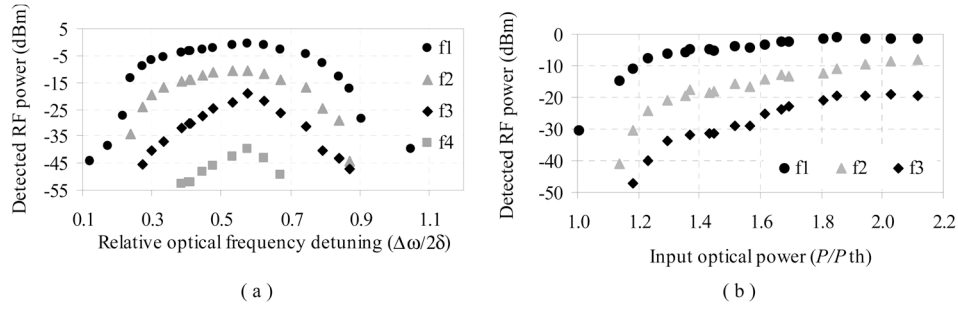 Detected RF power (dBm)
5
-5
-15
-25
-35
-45
-55
0.1 0.3 0.5 0.7 0.9 1.1
Relative optical frequency detuning (Δω/2δ)
f1
f2
f3
f4
( a )
Detected RF power (dBm)
0
-10
-20
-30
-40
-50
1.0 1.2 1.4 1.6 1.8 2.0 2.2
f1 f2 f3
Input optical power (P/P th)
( b )